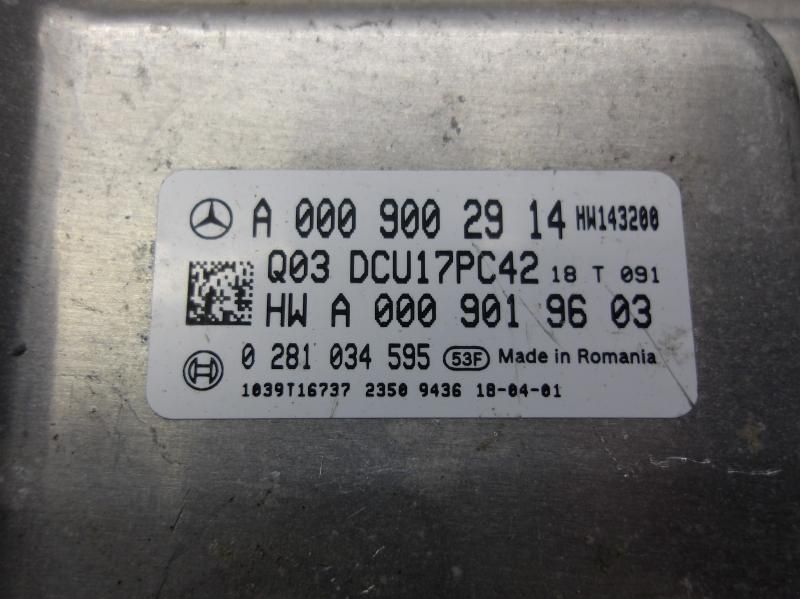 A 000 900 29 14 HW143200
Q03 DCU17PC42 18 T 091
HW A 000 901 96 03
0 281 034 595 53F Made in Romania
1039T16737 2350 9436 18-04-01